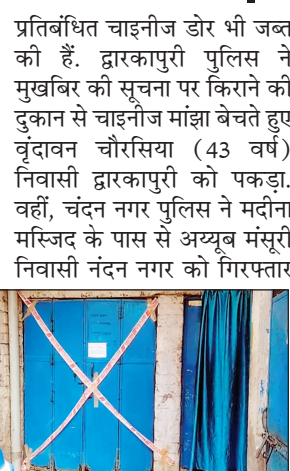 प्रतिबंधित चाइनीज डोर भी जब्त
की हैं. द्वारकापुरी पुलिस ने
मुखबिर की सूचना पर किराने की
दुकान से चाइनीज मांझा बेचते हुए
वृंदावन चौरसिया (43 वर्ष)
निवासी द्वारकापुरी को पकड़ा.
वहीं, चंदन नगर पुलिस ने मदीना
मस्जिद के पास से अय्यूब मंसूरी
निवासी नंदन नगर को गिरफ्तार